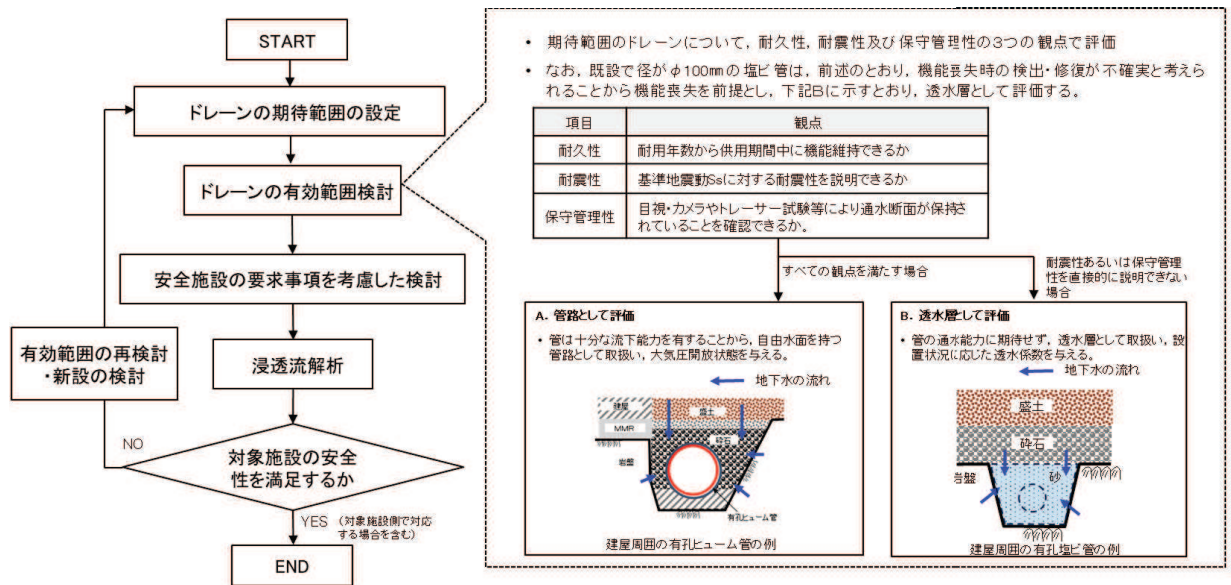 START
ドレーンの期待範囲の設定
ドレーンの有効範囲検討
安全施設の要求事項を考慮した検討
有効範囲の再検討
・新設の検討
浸透流解析
NO
対象施設の安全
性を満足するか
YES (対象施設側で対応
する場合を含む)
END
• 期待範囲のドレーンについて，耐久性，耐震性及び保守管理性の3つの観点で評価
• なお，既設で径がφ100㎜の塩ビ管は，前述のとおり，機能喪失時の検出・修復が不確実と考えら
れることから機能喪失を前提とし，下記Bに示すとおり，透水層として評価する。
項目 観点
耐久性 耐用年数から供用期間中に機能維持できるか
耐震性 基準地震動Ssに対する耐震性を説明できるか
保守管理性 目視・カメラやトレーサー試験等により通水断面が保持さ
れていることを確認できるか。
すべての観点を満たす場合
耐震性あるいは保守管理
性を直接的に説明できない
場合
A．管路として評価
• 管は十分な流下能力を有することから，自由水面を持つ
管路として取扱い，大気圧開放状態を与える。
地下水の流れ
建屋
盛土
MMR
砕石
岩盤
有孔ヒューム管
建屋周囲の有孔ヒューム管の例
B．透水層として評価
• 管の通水能力に期待せず，透水層として取扱い，設
置状況に応じた透水係数を与える。
地下水の流れ
盛土
砕石
岩盤
砂
建屋周囲の有孔塩ビ管の例